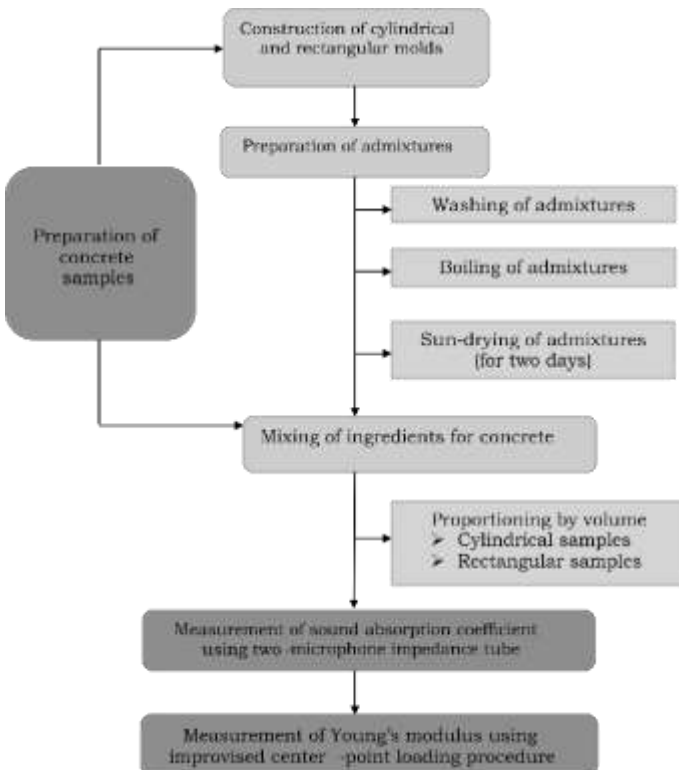 Construction of cylindrical
and rectangular molds
Preparation of admixtures
Washing of admixtures
Preparation of
concrete
samples
Boiling of admixtures
Sun-drying of admixtures
(for two days)
Mixing of ingredients for concrete
Proportioning by volume
➤ Cylindrical samples
➤ Rectangular samples
Measurement of sound absorption coefficient
using two -microphone impedance tube
Measurement of Young's modulus using
improvised center -point loading procedure